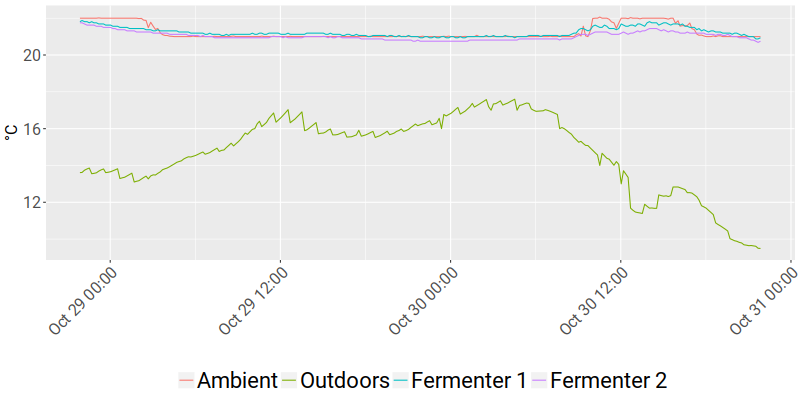 20
16
12
°C
Oct 29 00:00
Oct 29 12:00
Oct 30 00:00
Oct 30 12:00
Oct 31 00:00
Ambient Outdoors Fermenter 1 Fermenter 2